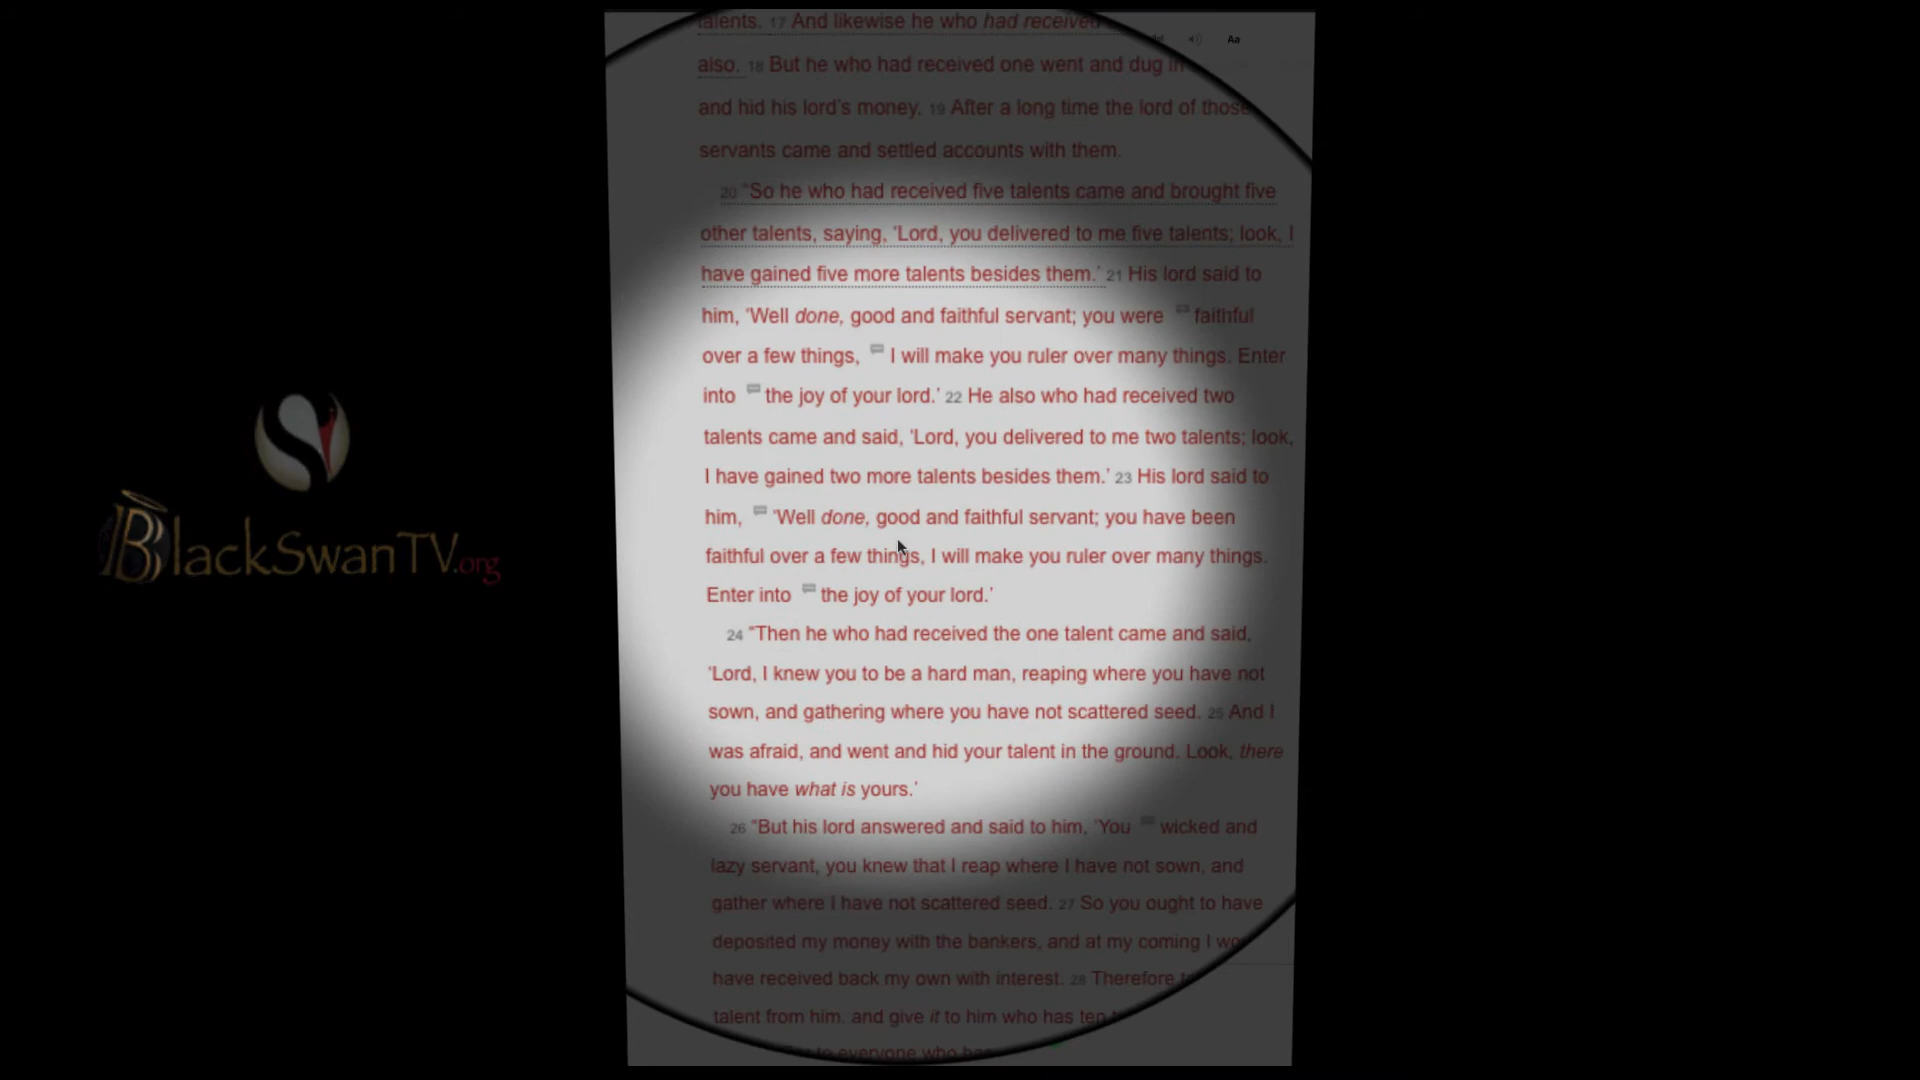 talents. 17 And likewise he who had received
Aa
also. 18 But he who had received one went and dug in
and hid his lord's money. 19 After a long time the lord of those
servants came and settled accounts with them.
20 "So he who had received five talents came and brought five
other talents, saying, 'Lord, you delivered to me five talents; look, I
have gained five more talents besides them.' 21 His lord said to
him, 'Well done, good and faithful servant; you were faithful
over a few things, I will make you ruler over many things. Enter
into the joy of your lord.' 22 He also who had received two
talents came and said, 'Lord, you delivered to me two talents; look,
I have gained two more talents besides them.' 23 His lord said to
him, 'Well done, good and faithful servant; you have been
faithful over a few things, I will make you ruler over many things.
Enter into the joy of your lord.'
24 "Then he who had received the one talent came and said,
'Lord, I knew you to be a hard man, reaping where you have not
sown, and gathering where you have not scattered seed. 25 And I
was afraid, and went and hid your talent in the ground. Look, there
you have what is yours.'
26 "But his lord answered and said to him, 'You wicked and
lazy servant, you knew that I reap where I have not sown, and
gather where I have not scattered seed. 27 So you ought to have
deposited my money with the bankers, and at my coming I
have received back my own with interest. 28 Therefore
talent from him, and give it to him who has ten
to everyone who
BlackSwanTV.org